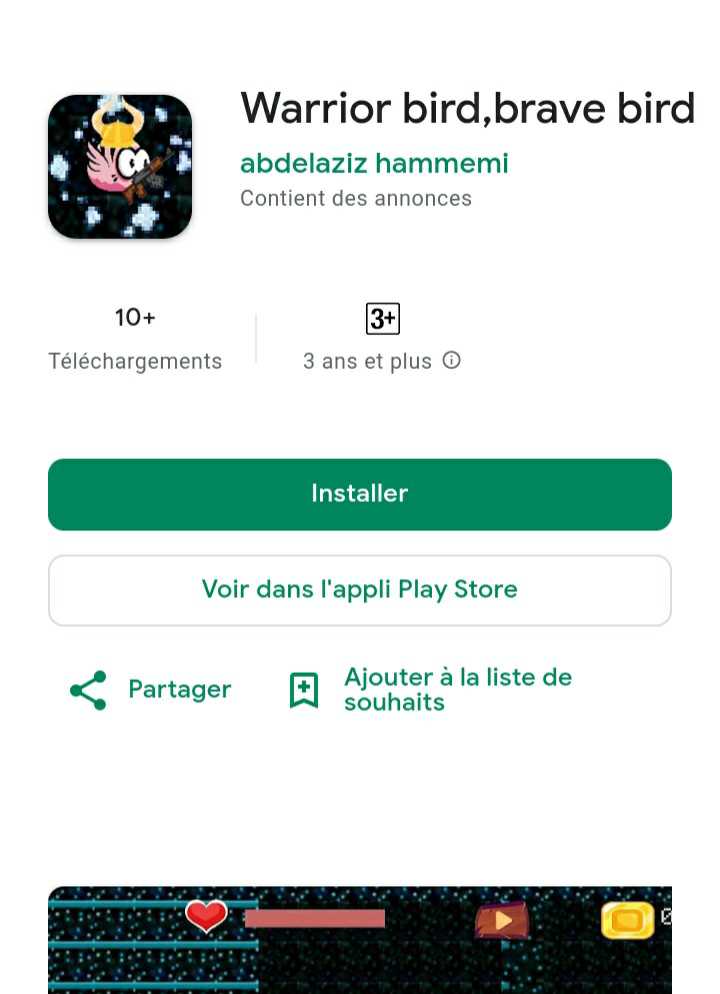 Warrior bird,brave bird
abdelaziz hammemi
Contient des annonces
10+
3+
Téléchargements
3 ans et plus
Installer
Voir dans l'appli Play Store
Partager
Ajouter à la liste de
souhaits